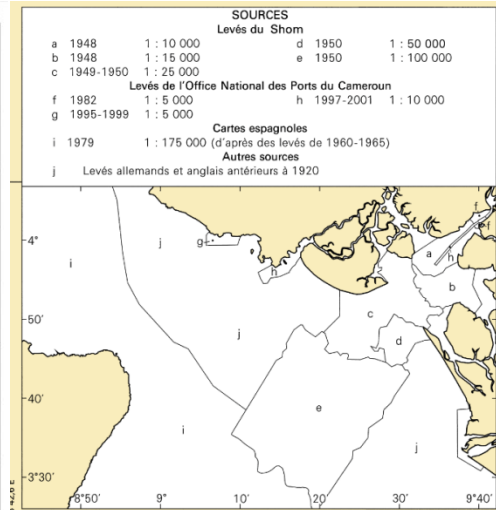 SOURCES
Levés du Shom
a 1948 1 : 10 000 d 1950 1 : 50 000
b 1948 1 : 15 000 e 1950 1 : 100 000
c 1949-1950 1 : 25 000
Levés de l'Office National des Ports du Cameroun
f 1982 1 : 5 000 h 1997-2001 1 : 10 000
g 1995-1999 1 : 5 000
Cartes espagnoles
i 1979 1 : 175 000 (d'après des levés de 1960-1965)
Autres sources
j Levés allemands et anglais antérieurs à 1920
f
f
4° j g a h
i h b
50' c
j d
40' e
i j
3°30'
8°50' 9° 10' 20' 30' 9°40'